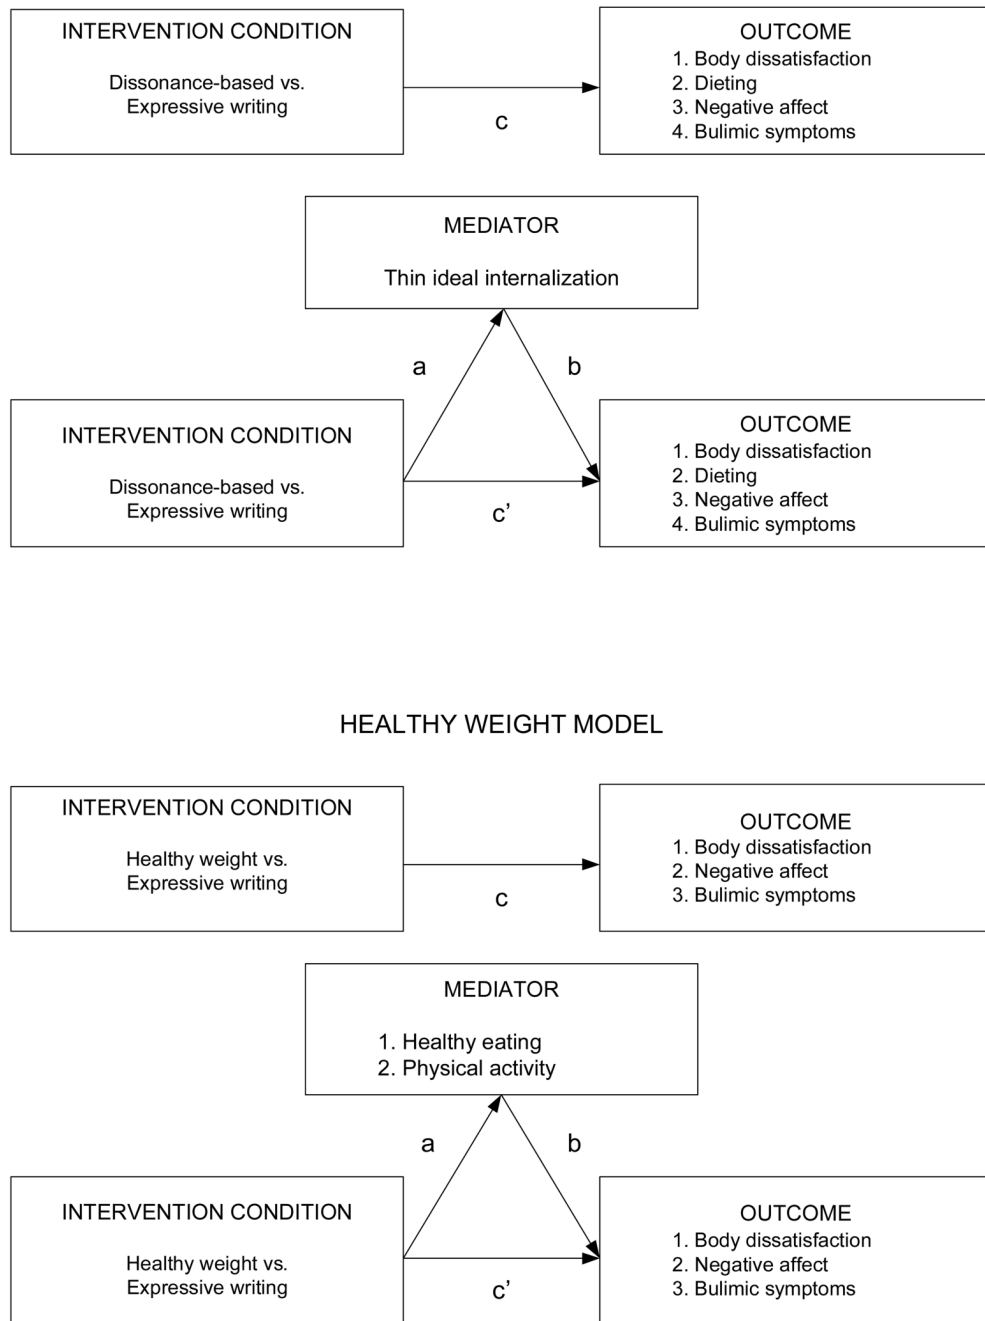 INTERVENTION CONDITION
Dissonance-based vs.
Expressive writing
c
OUTCOME
1. Body dissatisfaction
2. Dieting
3. Negative affect
4. Bulimic symptoms
MEDIATOR
Thin ideal internalization
a
b
INTERVENTION CONDITION
Dissonance-based vs.
Expressive writing
c’
OUTCOME
1. Body dissatisfaction
2. Dieting
3. Negative affect
4. Bulimic symptoms
HEALTHY WEIGHT MODEL
INTERVENTION CONDITION
Healthy weight vs.
Expressive writing
c
OUTCOME
1. Body dissatisfaction
2. Negative affect
3. Bulimic symptoms
MEDIATOR
1. Healthy eating
2. Physical activity
a
b
INTERVENTION CONDITION
Healthy weight vs.
Expressive writing
c’
OUTCOME
1. Body dissatisfaction
2. Negative affect
3. Bulimic symptoms